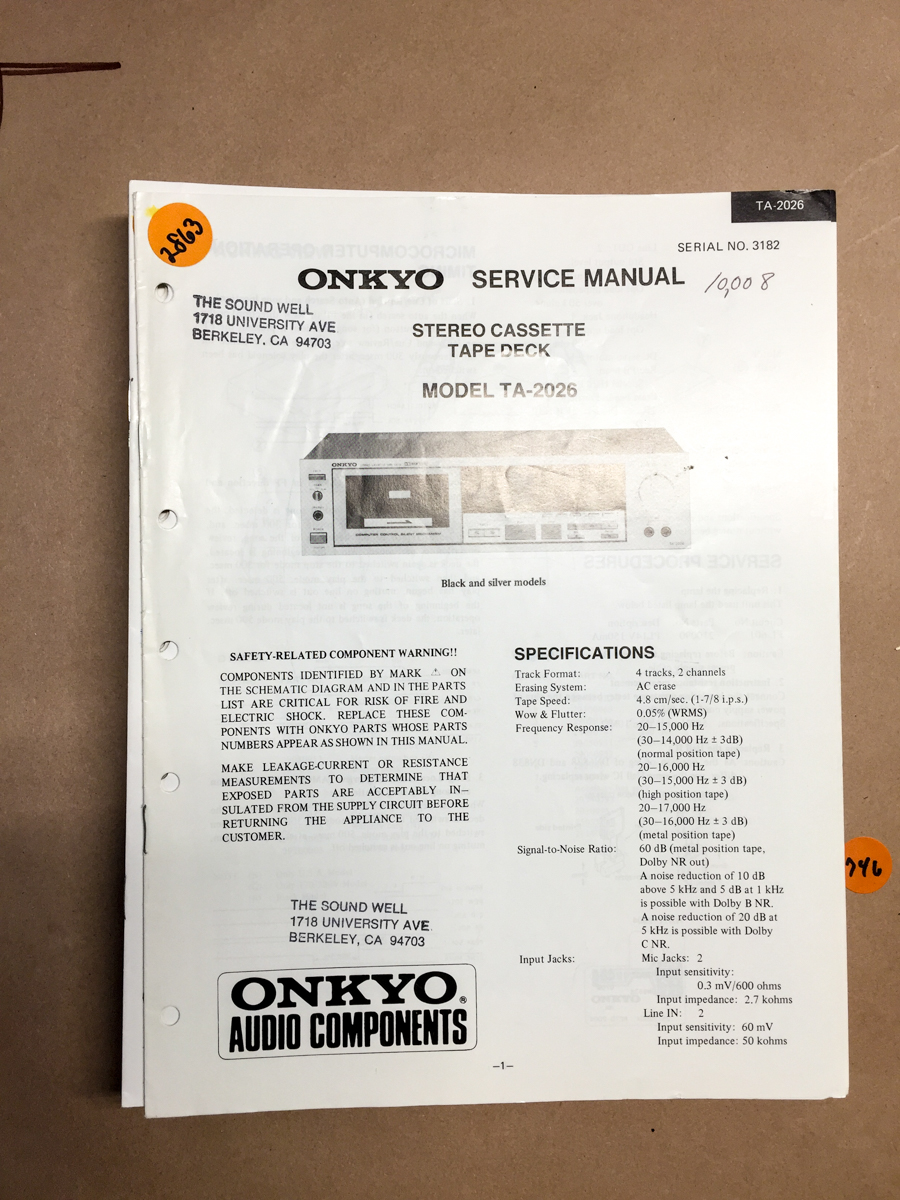 TA-2026
SERIAL NO. 3182
2863
ONKYO SERVICE MANUAL
10,008
THE SOUND WELL
1718 UNIVERSITY AVE
BERKELEY, CA 94703
STEREO CASSETTE
TAPE DECK
MODEL TA-2026
ONKYO
COMPUTER CONTROL
Black and silver models
SAFETY-RELATED COMPONENT WARNING!!
COMPONENTS IDENTIFIED BY MARK ⚠ ON
THE SCHEMATIC DIAGRAM AND IN THE PARTS
LIST ARE CRITICAL FOR RISK OF FIRE AND
ELECTRIC SHOCK. REPLACE THESE COM-
PONENTS WITH ONKYO PARTS WHOSE PARTS
NUMBERS APPEAR AS SHOWN IN THIS MANUAL.
MAKE LEAKAGE-CURRENT OR RESISTANCE
MEASUREMENTS TO DETERMINE THAT
EXPOSED PARTS ARE ACCEPTABLY IN–
SULATED FROM THE SUPPLY CIRCUIT BEFORE
RETURNING THE APPLIANCE TO THE
CUSTOMER.
THE SOUND WELL
1718 UNIVERSITY AVE
BERKELEY, CA 94703
ONKYO®
AUDIO COMPONENTS
SPECIFICATIONS
Track Format: 4 tracks, 2 channels
Erasing System: AC erase
Tape Speed: 4.8 cm/sec. (1-7/8 i.p.s.)
Wow & Flutter: 0.05% (WRMS)
Frequency Response: 20–15,000 Hz
(30–14,000 Hz ± 3dB)
(normal position tape)
20–16,000 Hz
(30–15,000 Hz ± 3 dB)
(high position tape)
20–17,000 Hz
(30–16,000 Hz ± 3 dB)
(metal position tape)
Signal-to-Noise Ratio: 60 dB (metal position tape,
Dolby NR out)
A noise reduction of 10 dB
above 5 kHz and 5 dB at 1 kHz
is possible with Dolby B NR.
A noise reduction of 20 dB at
5 kHz is possible with Dolby
C NR.
Input Jacks: Mic Jacks: 2
Input sensitivity:
0.3 mV/600 ohms
Input impedance: 2.7 kohms
Line IN: 2
Input sensitivity: 60 mV
Input impedance: 50 kohms
746
–1–